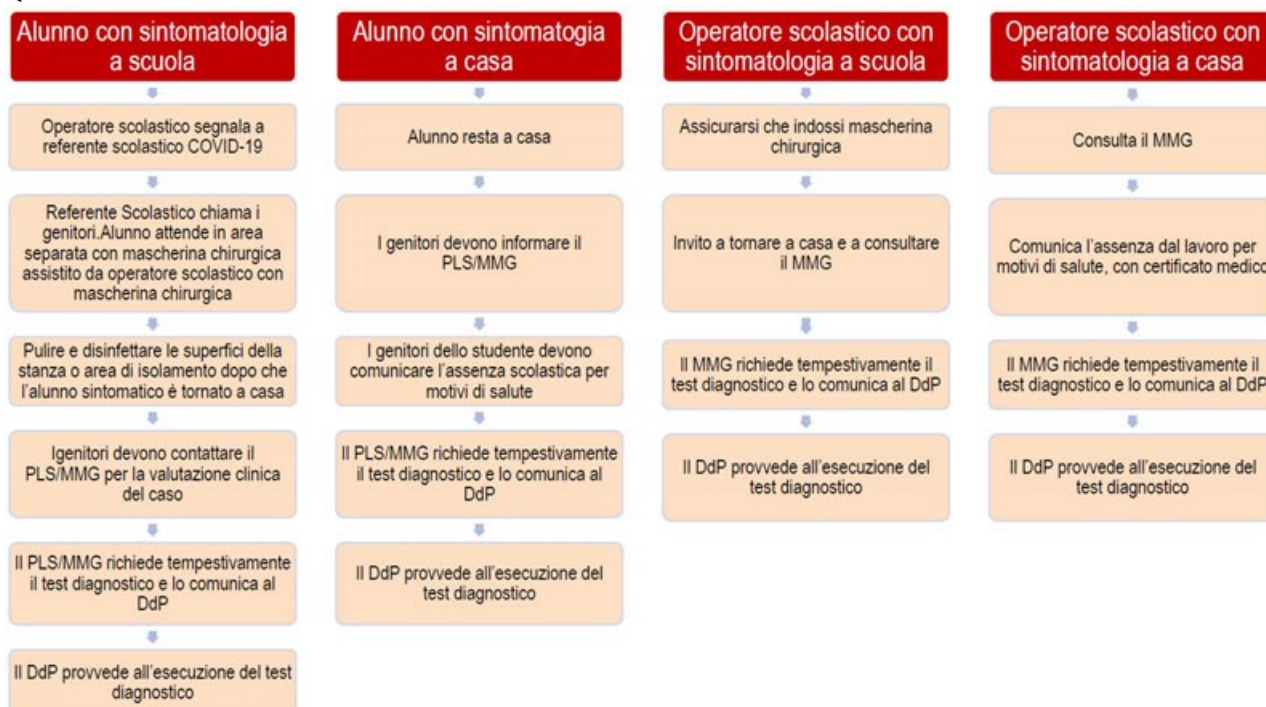 Alunno con sintomatologia
a scuola
Operatore scolastico segnala a
referente scolastico COVID-19
Referente Scolastico chiama i
genitori.Alunno attende in area
separata con mascherina chirurgica
assistito da operatore scolastico con
mascherina chirurgica
Pulire e disinfettare le superfici della
stanza o area di isolamento dopo che
l'alunno sintomatico è tornato a casa
Igenitori devono contattare il
PLS/MMG per la valutazione clinica
del caso
Il PLS/MMG richiede tempestivamente
il test diagnostico e lo comunica al
DdP
Il DdP provvede all'esecuzione del test
diagnostico
Alunno con sintomatogia
a casa
Alunno resta a casa
I genitori devono informare il
PLS/MMG
I genitori dello studente devono
comunicare l'assenza scolastica per
motivi di salute
Il PLS/MMG richiede tempestivamente
il test diagnostico e lo comunica al
DdP
Il DdP provvede all'esecuzione del
test diagnostico
Operatore scolastico con
sintomatologia a scuola
Assicurarsi che indossi mascherina
chirurgica
Invito a tornare a casa e a consultare
il MMG
Il MMG richiede tempestivamente il
test diagnostico e lo comunica al DdP
Il DdP provvede all'esecuzione del
test diagnostico
Operatore scolastico con
sintomatologia a casa
Consulta il MMG
Comunica l'assenza dal lavoro per
motivi di salute, con certificato medico
Il MMG richiede tempestivamente il
test diagnostico e lo comunica al DdP
Il DdP provvede all'esecuzione del
test diagnostico